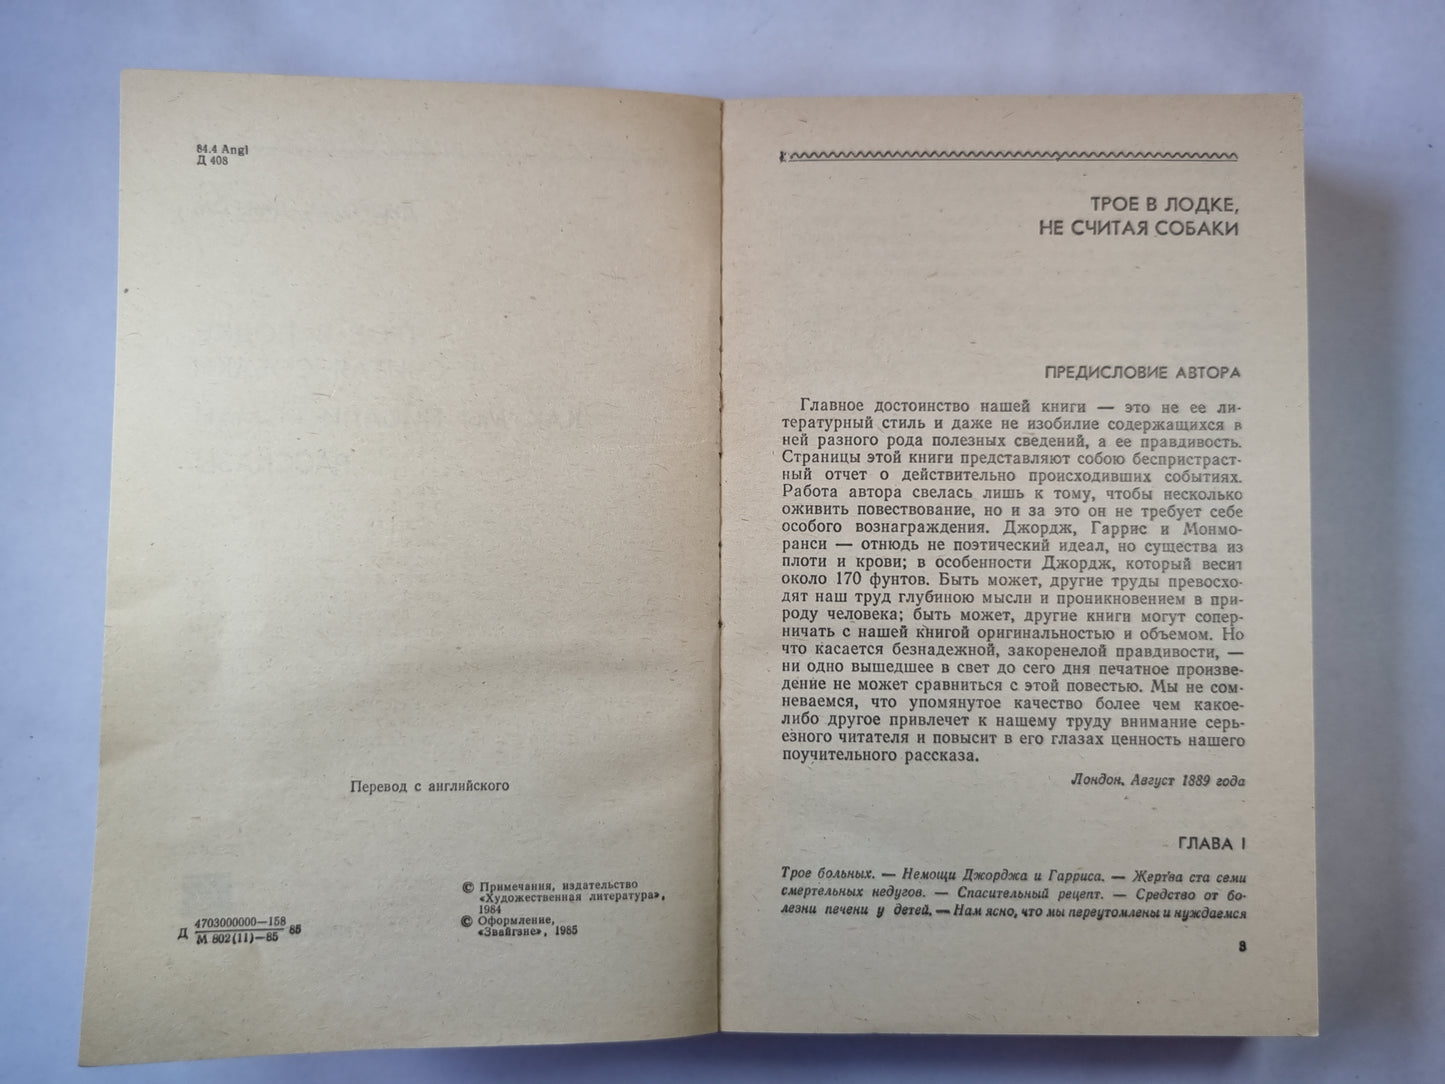 84.4 Angl
Д 408
Перевод с английского
© Примечания, издательство
«Художественная литература»,
1984
© Оформление,
«Звайгзне», 1985
Д 4703000000—158
М 802(11)—85 85
ТРОЕ В ЛОДКЕ,
НЕ СЧИТАЯ СОБАКИ
ПРЕДИСЛОВИЕ АВТОРА
Главное достоинство нашей книги — это не ее ли-
тературный стиль и даже не изобилие содержащихся в
ней разного рода полезных сведений, а ее правдивость.
Страницы этой книги представляют собою беспристраст-
ный отчет о действительно происходивших событиях.
Работа автора свелась лишь к тому, чтобы несколько
оживить повествование, но и за это он не требует себе
особого вознаграждения. Джордж, Гаррис и Монмо-
ранси — отнюдь не поэтический идеал, но существа из
плоти и крови; в особенности Джордж, который весит
около 170 фунтов. Быть может, другие труды превосхо-
дят наш труд глубиною мысли и проникновением в при-
роду человека; быть может, другие книги могут сопер-
ничать с нашей книгой оригинальностью и объемом. Но
что касается безнадежной, закоренелой правдивости, —
ни одно вышедшее в свет до сего дня печатное произве-
дение не может сравниться с этой повестью. Мы не сом-
неваемся, что упомянутое качество более чем какое-
либо другое привлечет к нашему труду внимание серь-
езного читателя и повысит в его глазах ценность нашего
поучительного рассказа.
Лондон. Август 1889 года
ГЛАВА I
Трое больных. — Немощи Джорджа и Гарриса. — Жертва ста семи
смертельных недугов. — Спасительный рецепт. — Средство от бо-
лезни печени у детей. — Нам ясно, что мы переутомлены и нуждаемся
3